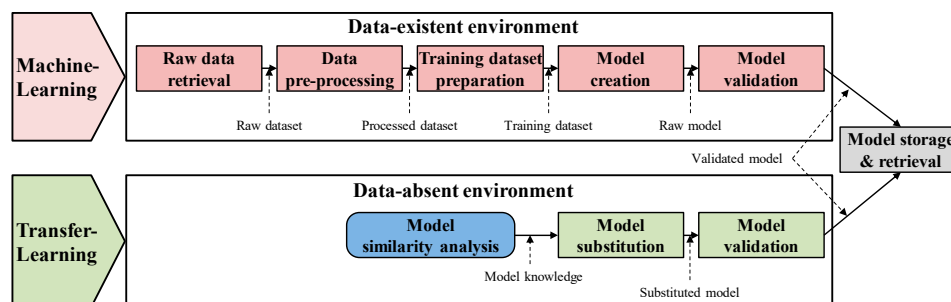 Data-existent environment
Machine-
Learning
Raw data
retrieval
Data
pre-processing
Training dataset
preparation
Model
creation
Model
validation
Raw dataset
Processed dataset
Training dataset
Raw model
Validated model
Model storage
& retrieval
Data-absent environment
Transfer-
Learning
Model
similarity analysis
Model
substitution
Model
validation
Model knowledge
Substituted model